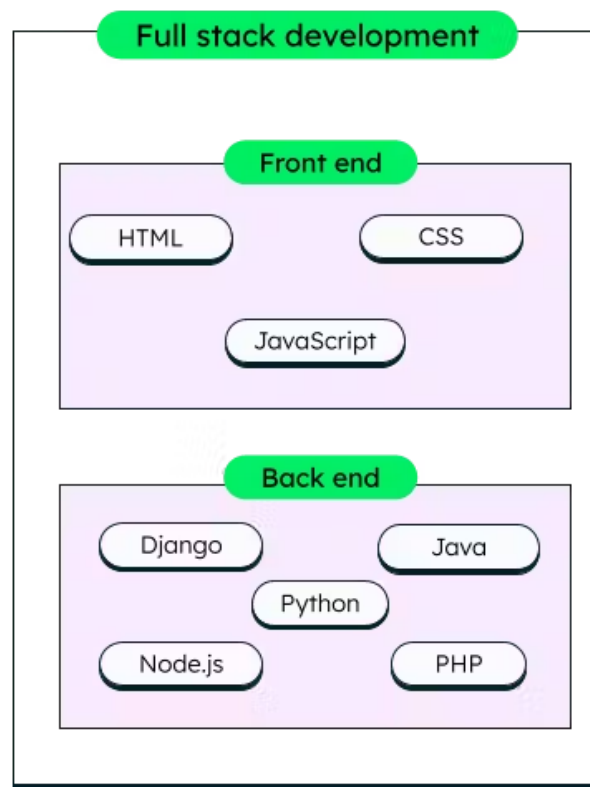 Full stack development
Front end
HTML
CSS
JavaScript
Back end
Django
Java
Python
Node.js
PHP